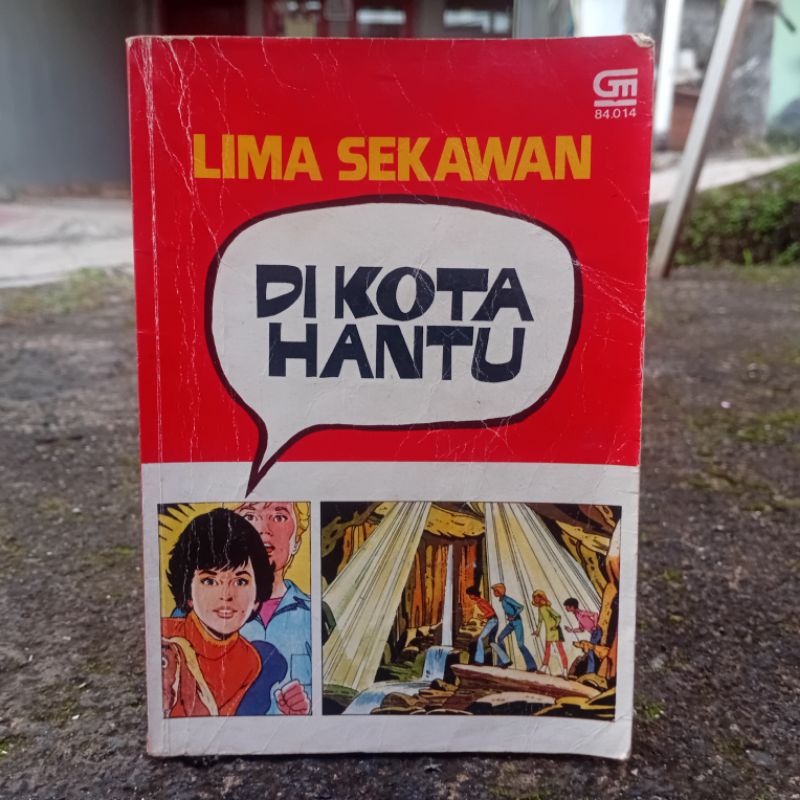 GM
84.014
LIMA SEKAWAN
DI KOTA
HANTU